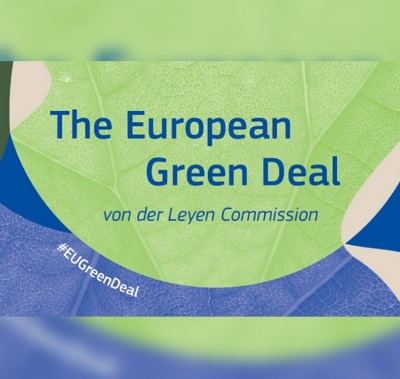 The European
Green Deal
von der Leyen Commission
#EUGreenDeal